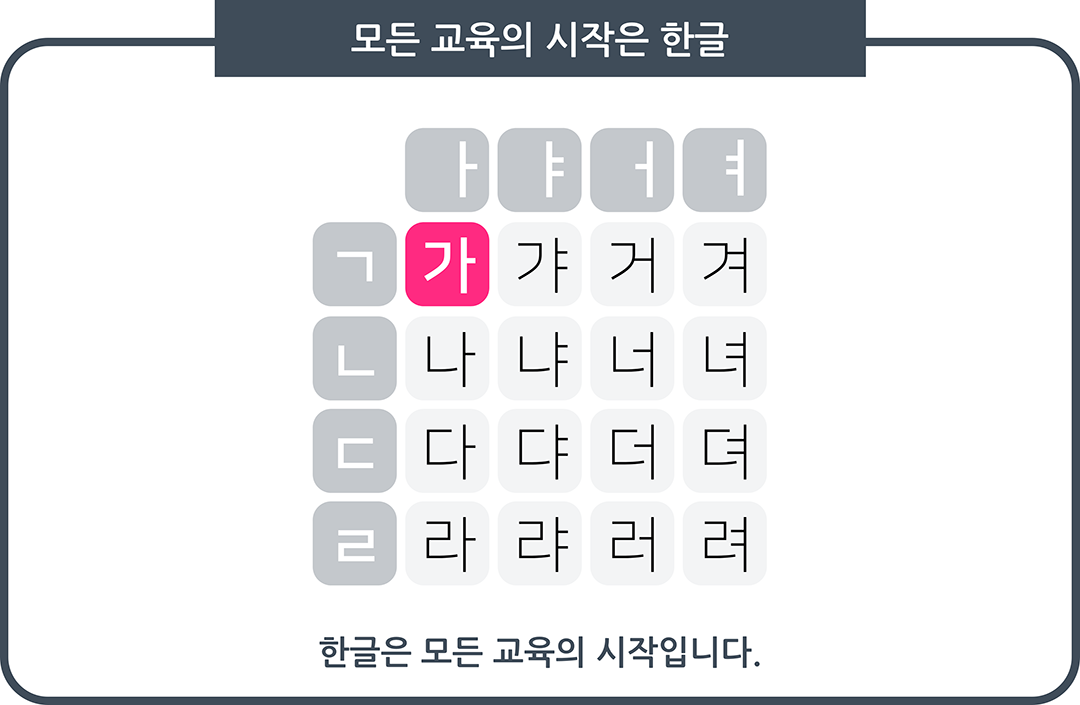 모든 교육의 시작은 한글
ㅏ ㅑ ㅓ ㅕ
ㄱ 가 갸 거 겨
ㄴ 나 냐 너 녀
ㄷ 다 댜 더 뎌
ㄹ 라 랴 러 려
한글은 모든 교육의 시작입니다.